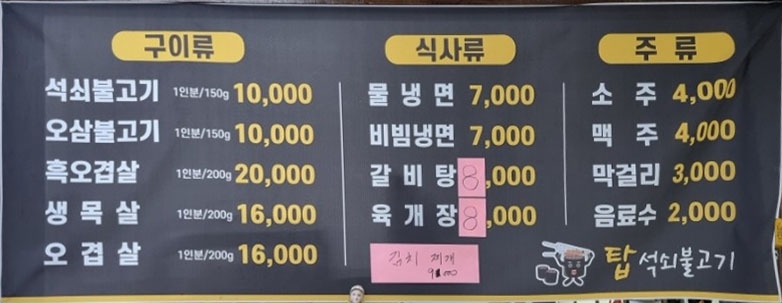 구이류
석쇠불고기 1인분/150g 10,000
오삼불고기 1인분/150g 10,000
흑오겹살 1인분/200g 20,000
생목살 1인분/200g 16,000
오겹살 1인분/200g 16,000
식사류
물냉면 7,000
비빔냉면 7,000
갈비탕 8,000
육개장 8,000
김치찌개
9000
주류
소주 4,000
맥주 4,000
막걸리 3,000
음료수 2,000
탑석쇠불고기